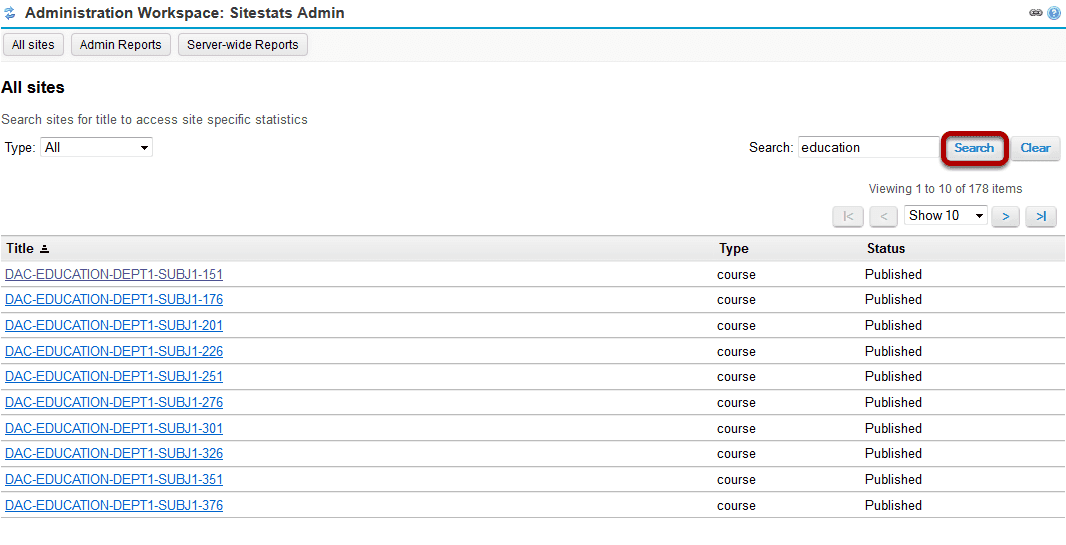 Administration Workspace: Sitestats Admin
All sites Admin Reports Server-wide Reports
All sites
Search sites for title to access site specific statistics
Type: All Search: education Search Clear
Viewing 1 to 10 of 178 items
|< < Show 10 > >|
Title Type Status
DAC-EDUCATION-DEPT1-SUBJ1-151 course Published
DAC-EDUCATION-DEPT1-SUBJ1-176 course Published
DAC-EDUCATION-DEPT1-SUBJ1-201 course Published
DAC-EDUCATION-DEPT1-SUBJ1-226 course Published
DAC-EDUCATION-DEPT1-SUBJ1-251 course Published
DAC-EDUCATION-DEPT1-SUBJ1-276 course Published
DAC-EDUCATION-DEPT1-SUBJ1-301 course Published
DAC-EDUCATION-DEPT1-SUBJ1-326 course Published
DAC-EDUCATION-DEPT1-SUBJ1-351 course Published
DAC-EDUCATION-DEPT1-SUBJ1-376 course Published